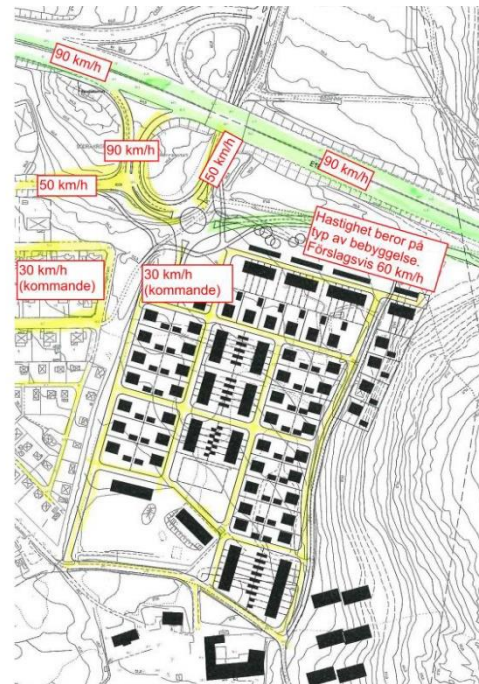 90 km/h
90 km/h
50 km/h
50 km/h
90 km/h
Hastighet beror på
typ av bebyggelse.
Förslagsvis 60 km/h
30 km/h
(kommande)
30 km/h
(kommande)